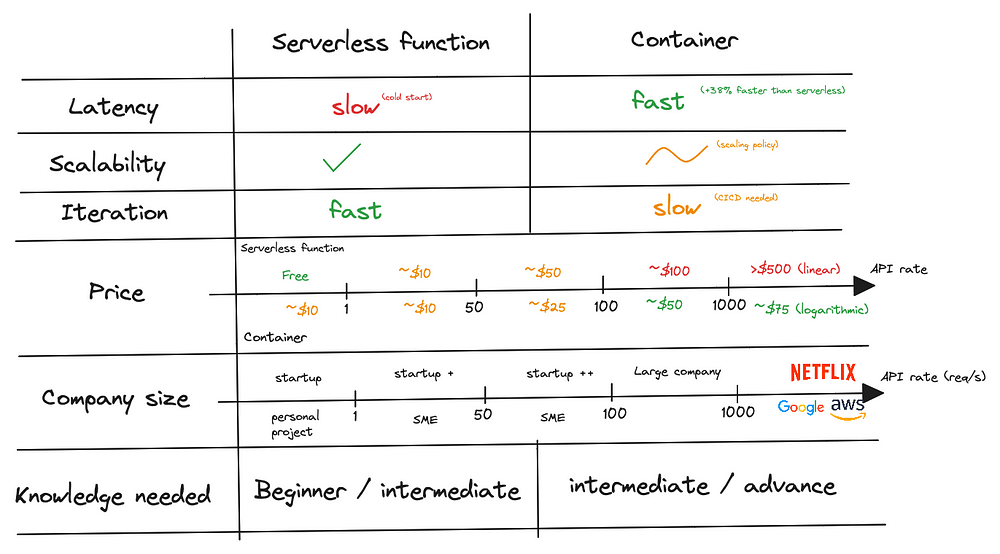 Serverless function
Container
Latency
slow (cold start)
fast (+38% faster than serverless)
Scalability
(scaling policy)
Iteration
fast
slow (CICD needed)
Price
Serverless function
Free
~$10
~$50
~$100
>$500 (linear)
API rate
~$10
1
~$10
50
~$25
100
~$50
1000
~$75 (logarithmic)
Container
Company size
startup
startup +
startup ++
Large company
NETFLIX
API rate (req/s)
personal
project
1
SME
50
SME
100
1000
Google
aws
Knowledge needed
Beginner / intermediate
intermediate / advance